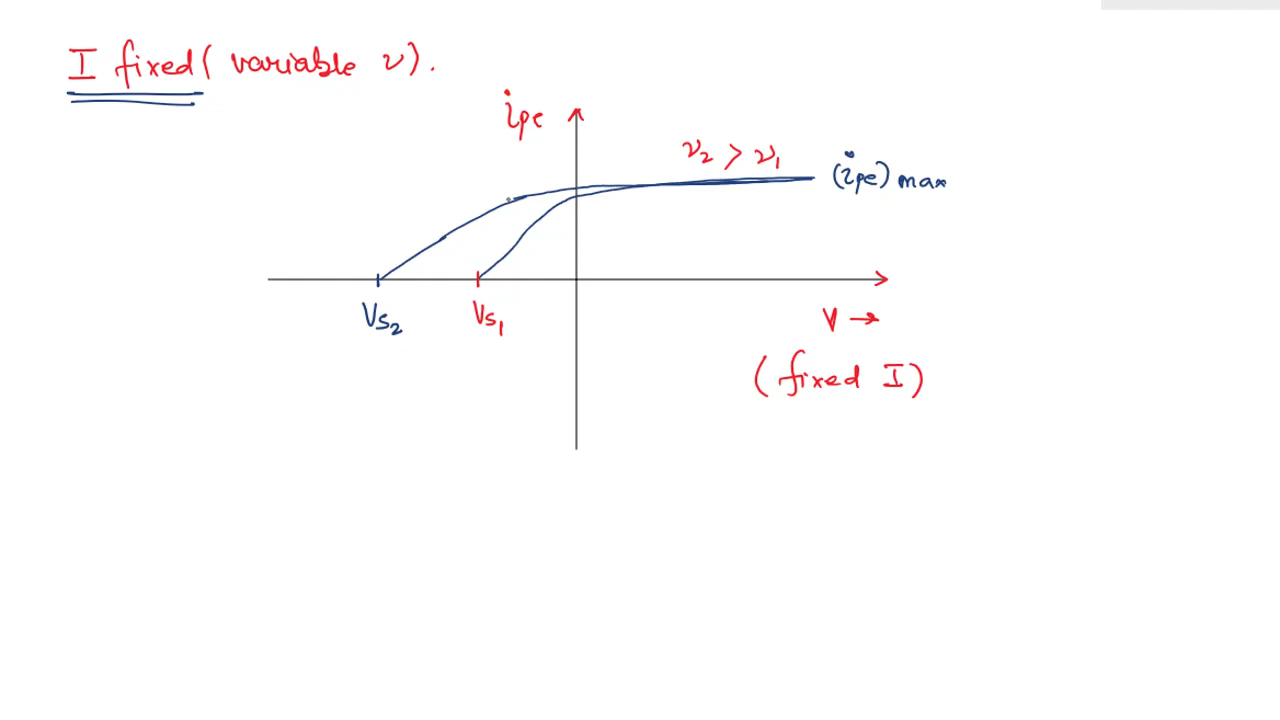 I fixed ( variable ν ).
ipe
ν2 > ν1
(ipe) max
Vs2
Vs1
V →
( fixed I )